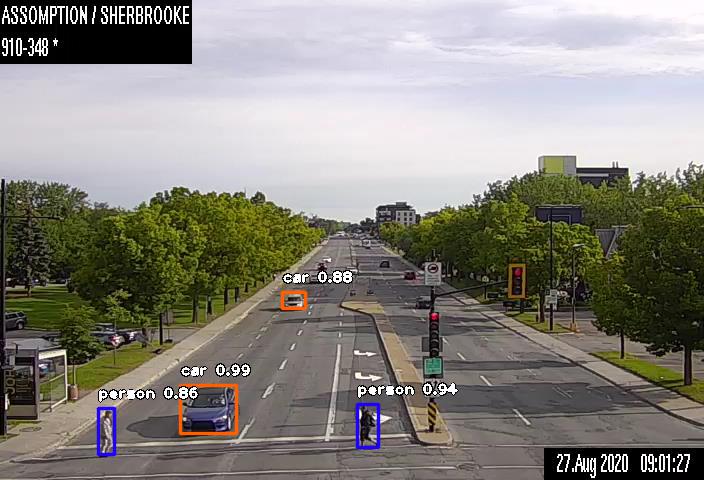 ASSOMPTION / SHERBROOKE
910-348 *
car 0.88
car 0.99
person 0.86
person 0.94
27.Aug 2020 09:01:27